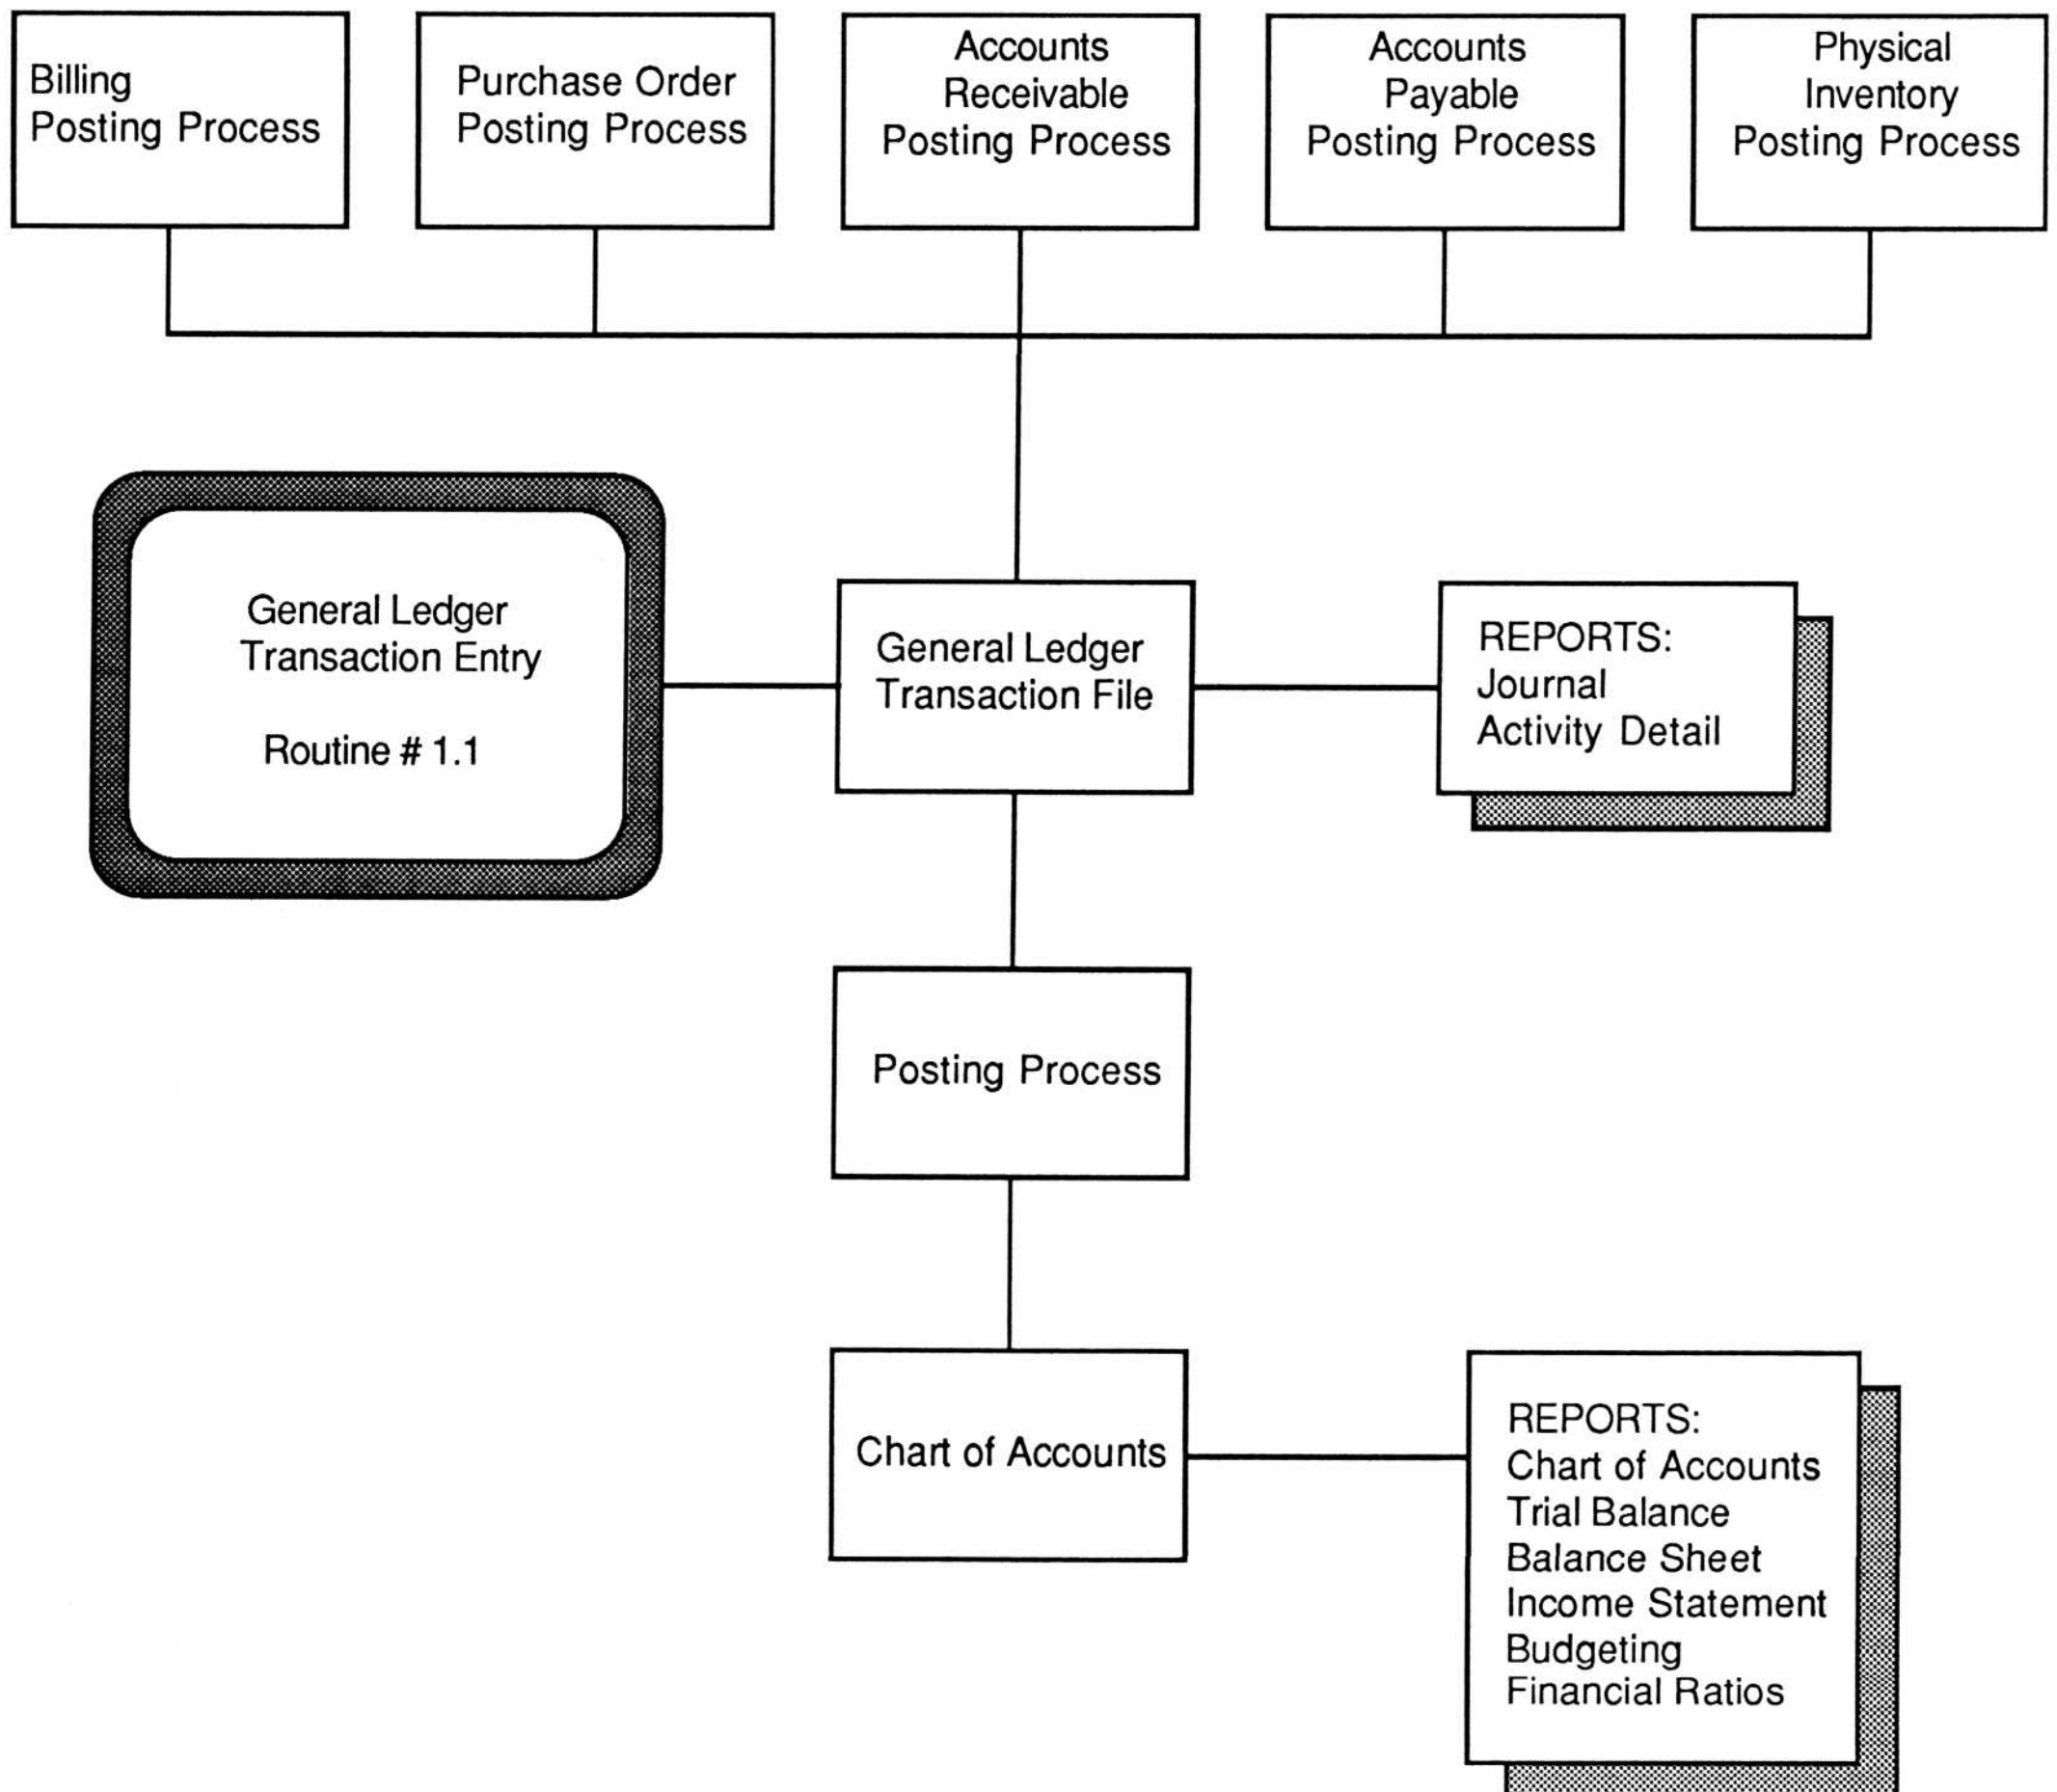 Billing
Posting Process
Purchase Order
Posting Process
Accounts
Receivable
Posting Process
Accounts
Payable
Posting Process
Physical
Inventory
Posting Process
General Ledger
Transaction Entry
Routine # 1.1
General Ledger
Transaction File
REPORTS:
Journal
Activity Detail
Posting Process
Chart of Accounts
REPORTS:
Chart of Accounts
Trial Balance
Balance Sheet
Income Statement
Budgeting
Financial Ratios